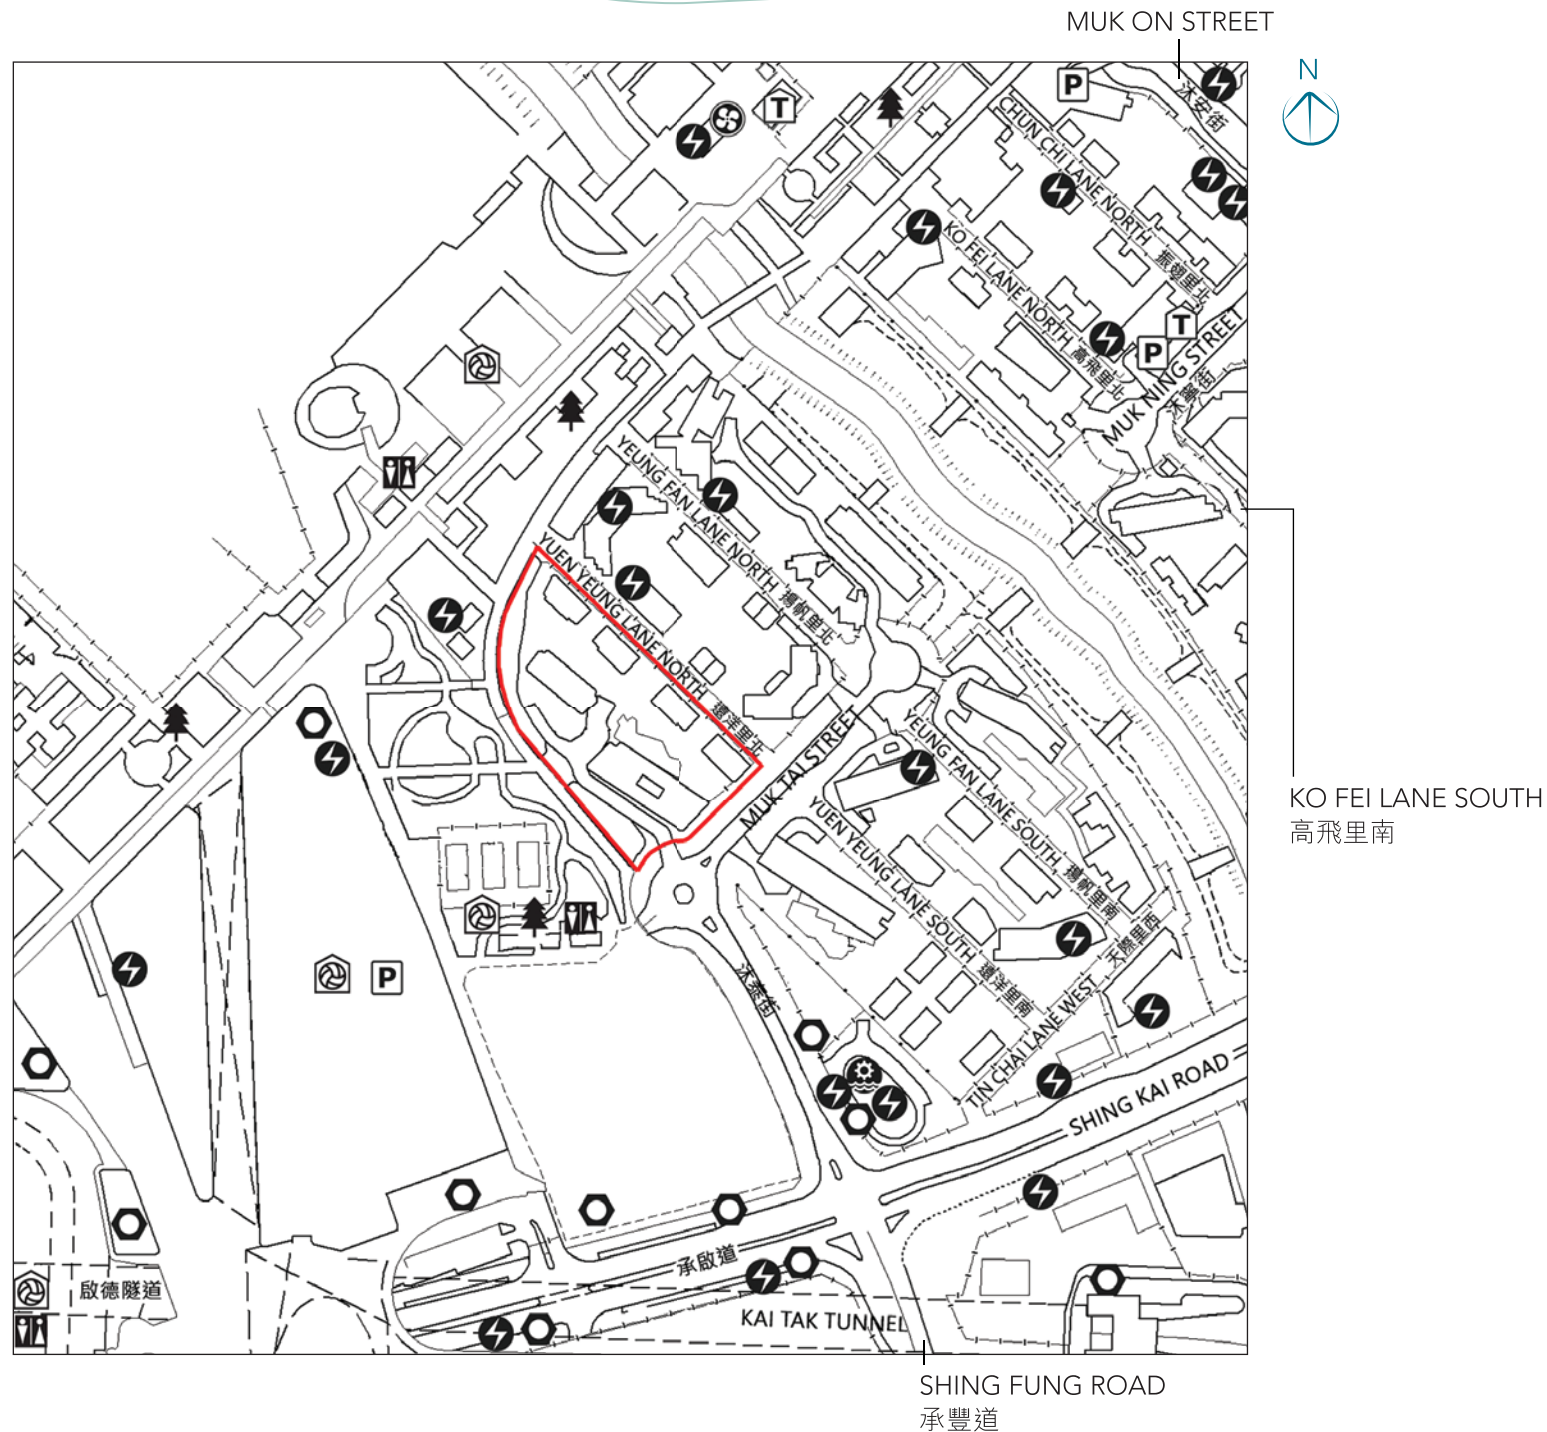 MUK ON STREET
N
P
沐安街
T
CHUN CHI LANE NORTH 振翅里北
KO FEI LANE NORTH 高飛里北
T
P
MUK NING STREET
沐寧街
YEUNG FAN LANE NORTH 揚帆里北
YUEN YEUNG LANE NORTH 遠洋里北
MUK TAI STREET
YEUNG FAN LANE SOUTH 揚帆里南
YUEN YEUNG LANE SOUTH 遠洋里南
KO FEI LANE SOUTH
高飛里南
沐泰街
P
TIN CHAI LANE WEST 天際里西
SHING KAI ROAD
承啟道
啟德隧道
KAI TAK TUNNEL
SHING FUNG ROAD
承豐道